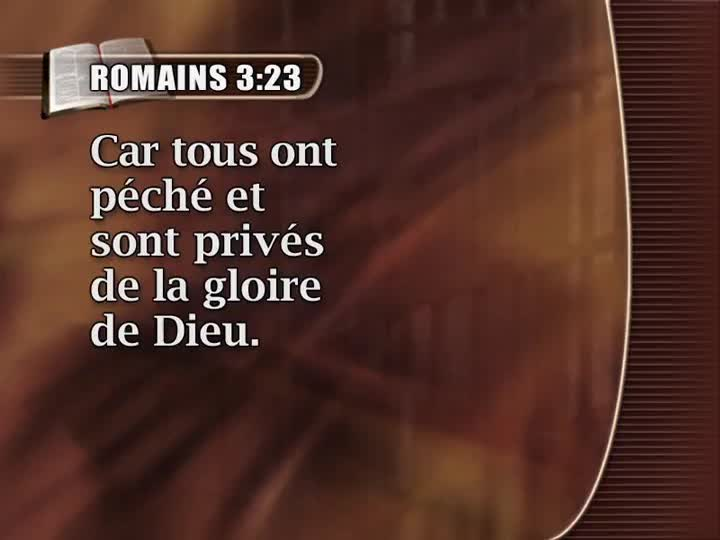 ROMAINS 3:23
Car tous ont
péché et
sont privés
de la gloire
de Dieu.